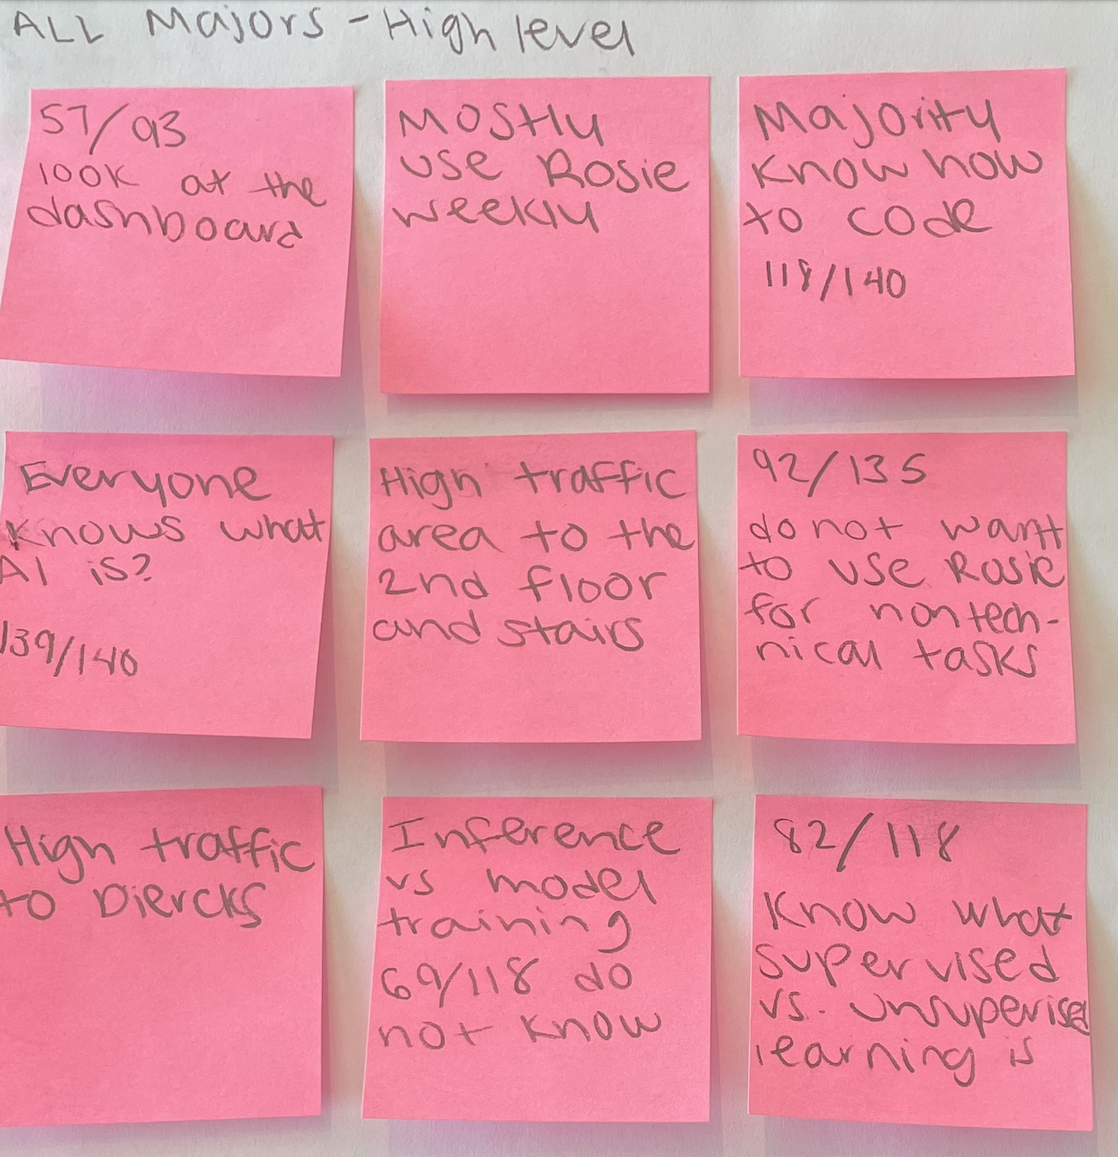 ALL Majors - High level
57/93
look at the
dashboard
Mostly
use Rosie
weekly
Majority
know how
to code
118/140
Everyone
knows what
AI is?
139/140
High traffic
area to the
2nd floor
and stairs
92/135
do not want
to use Rosie
for nontech-
nical tasks
High traffic
to Diercks
Inference
vs model
training
69/118 do
not know
82/118
Know what
supervised
vs. unsupervised
learning is